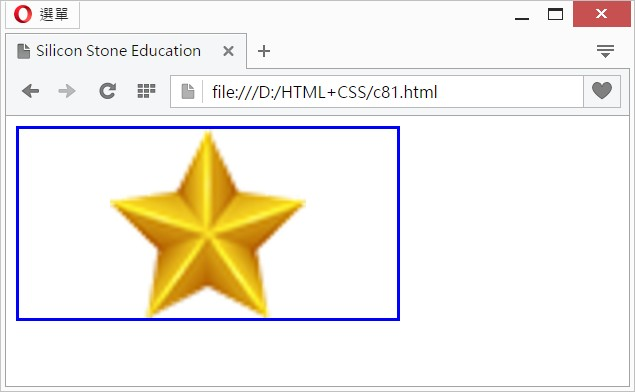 選單
Silicon Stone Education
file:///D:/HTML+CSS/c81.html